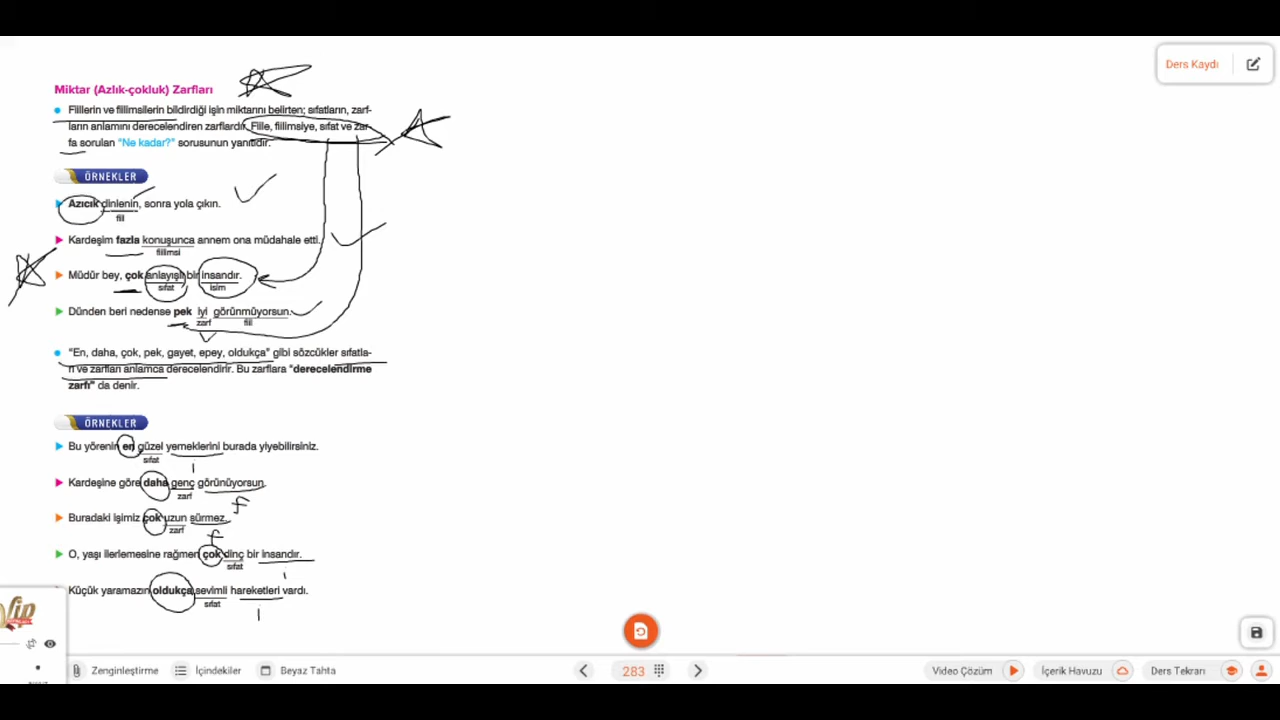 Ders Kaydı
Miktar (Azlık-çokluk) Zarfları
Fiillerin ve fiilimsilerin bildirdiği işin miktarını belirten; sıfatların, zarf-
ların anlamını derecelendiren zarflardır. Fiile, fiilimsiye, sıfat ve zar-
fa sorulan "Ne kadar?" sorusunun yanıtıdır.
ÖRNEKLER
Azıcık dinlenin, sonra yola çıkın.
fiil
Kardeşim fazla konuşunca annem ona müdahale etti.
fiilimsi
Müdür bey, çok anlayışlı bir insandır.
sıfat isim
Dünden beri nedense pek iyi görünmüyorsun.
zarf fiil
"En, daha, çok, pek, gayet, epey, oldukça" gibi sözcükler sıfatla-
rı ve zarfları anlamca derecelendirir. Bu zarflara "derecelendirme
zarfı" da denir.
ÖRNEKLER
Bu yörenin en güzel yemeklerini burada yiyebilirsiniz.
sıfat
i
Kardeşine göre daha genç görünüyorsun.
zarf
f
Buradaki işimiz çok uzun sürmez.
zarf
f
O, yaşı ilerlemesine rağmen çok dinç bir insandır.
sıfat
i
Küçük yaramazın oldukça sevimli hareketleri vardı.
sıfat
i
Zenginleştirme İçindekiler Beyaz Tahta 283 Video Çözüm İçerik Havuzu Ders Tekrarı